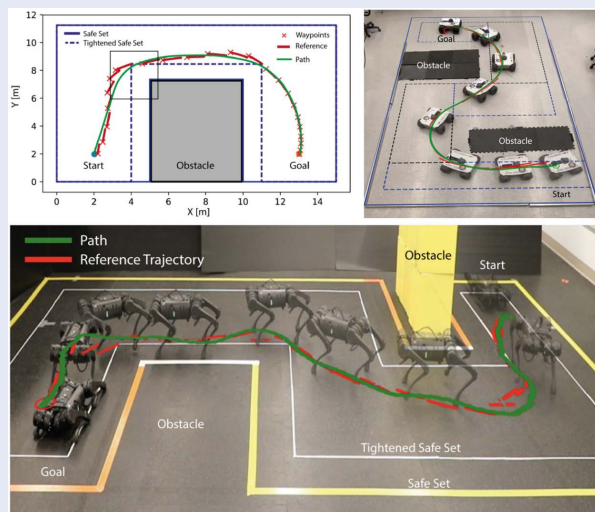 12
10
8
6
4
2
0
Y [m]
Safe Set
Tightened Safe Set
Waypoints
Reference
Path
Start
Obstacle
Goal
0
2
4
6
8
10
12
14
X [m]
Goal
Obstacle
Obstacle
Start
Path
Reference Trajectory
Obstacle
Start
Obstacle
Tightened Safe Set
Goal
Safe Set